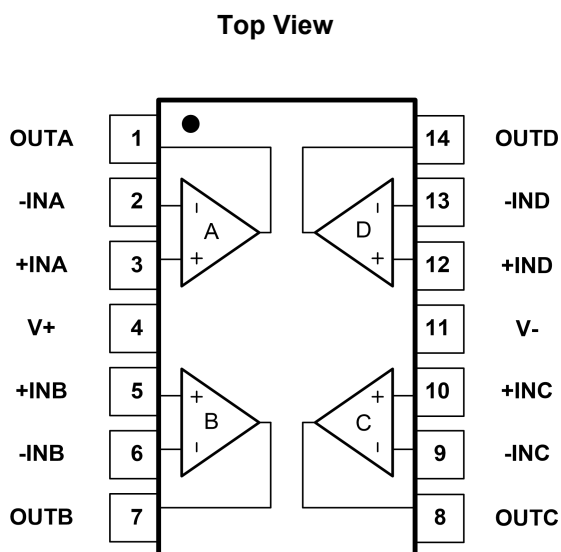 Top View
OUTA 1 14 OUTD
-INA 2 - - 13 -IND
A D
+INA 3 + + 12 +IND
V+ 4 11 V-
+INB 5 + + 10 +INC
B C
-INB 6 - - 9 -INC
OUTB 7 8 OUTC